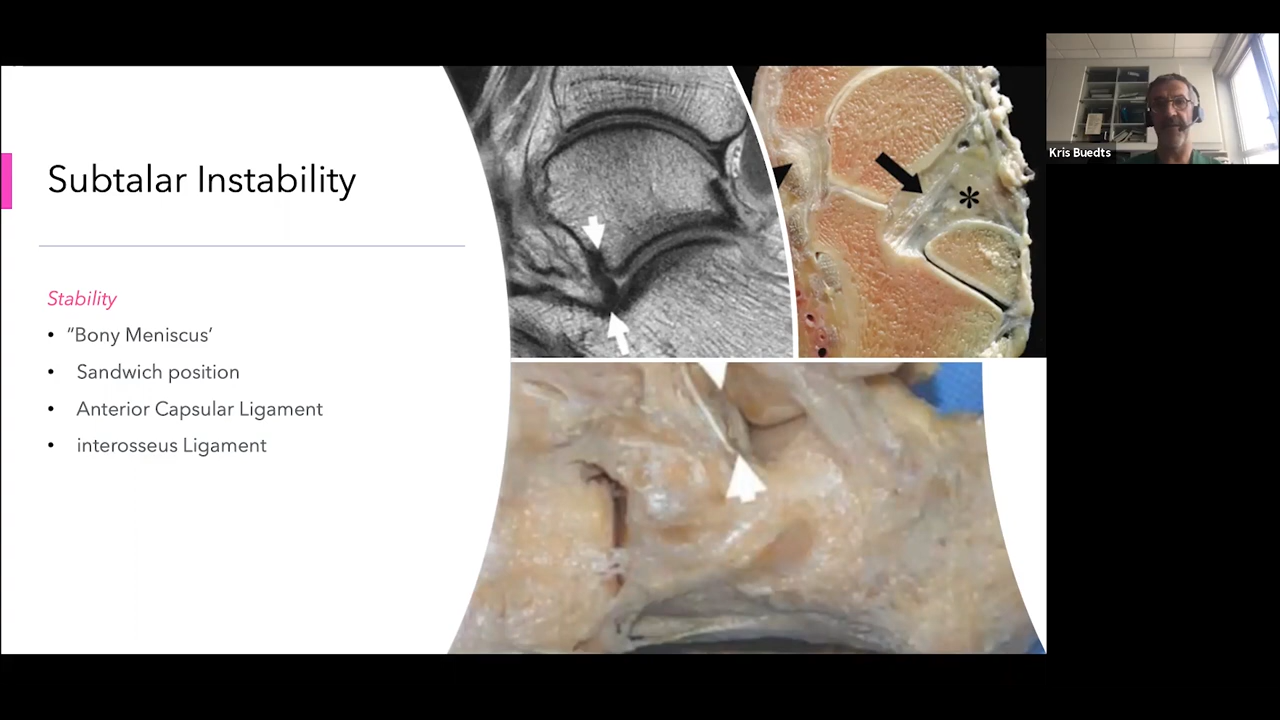 Subtalar Instability
Stability
• "Bony Meniscus'
• Sandwich position
• Anterior Capsular Ligament
• interosseus Ligament
*
Kris Buedts